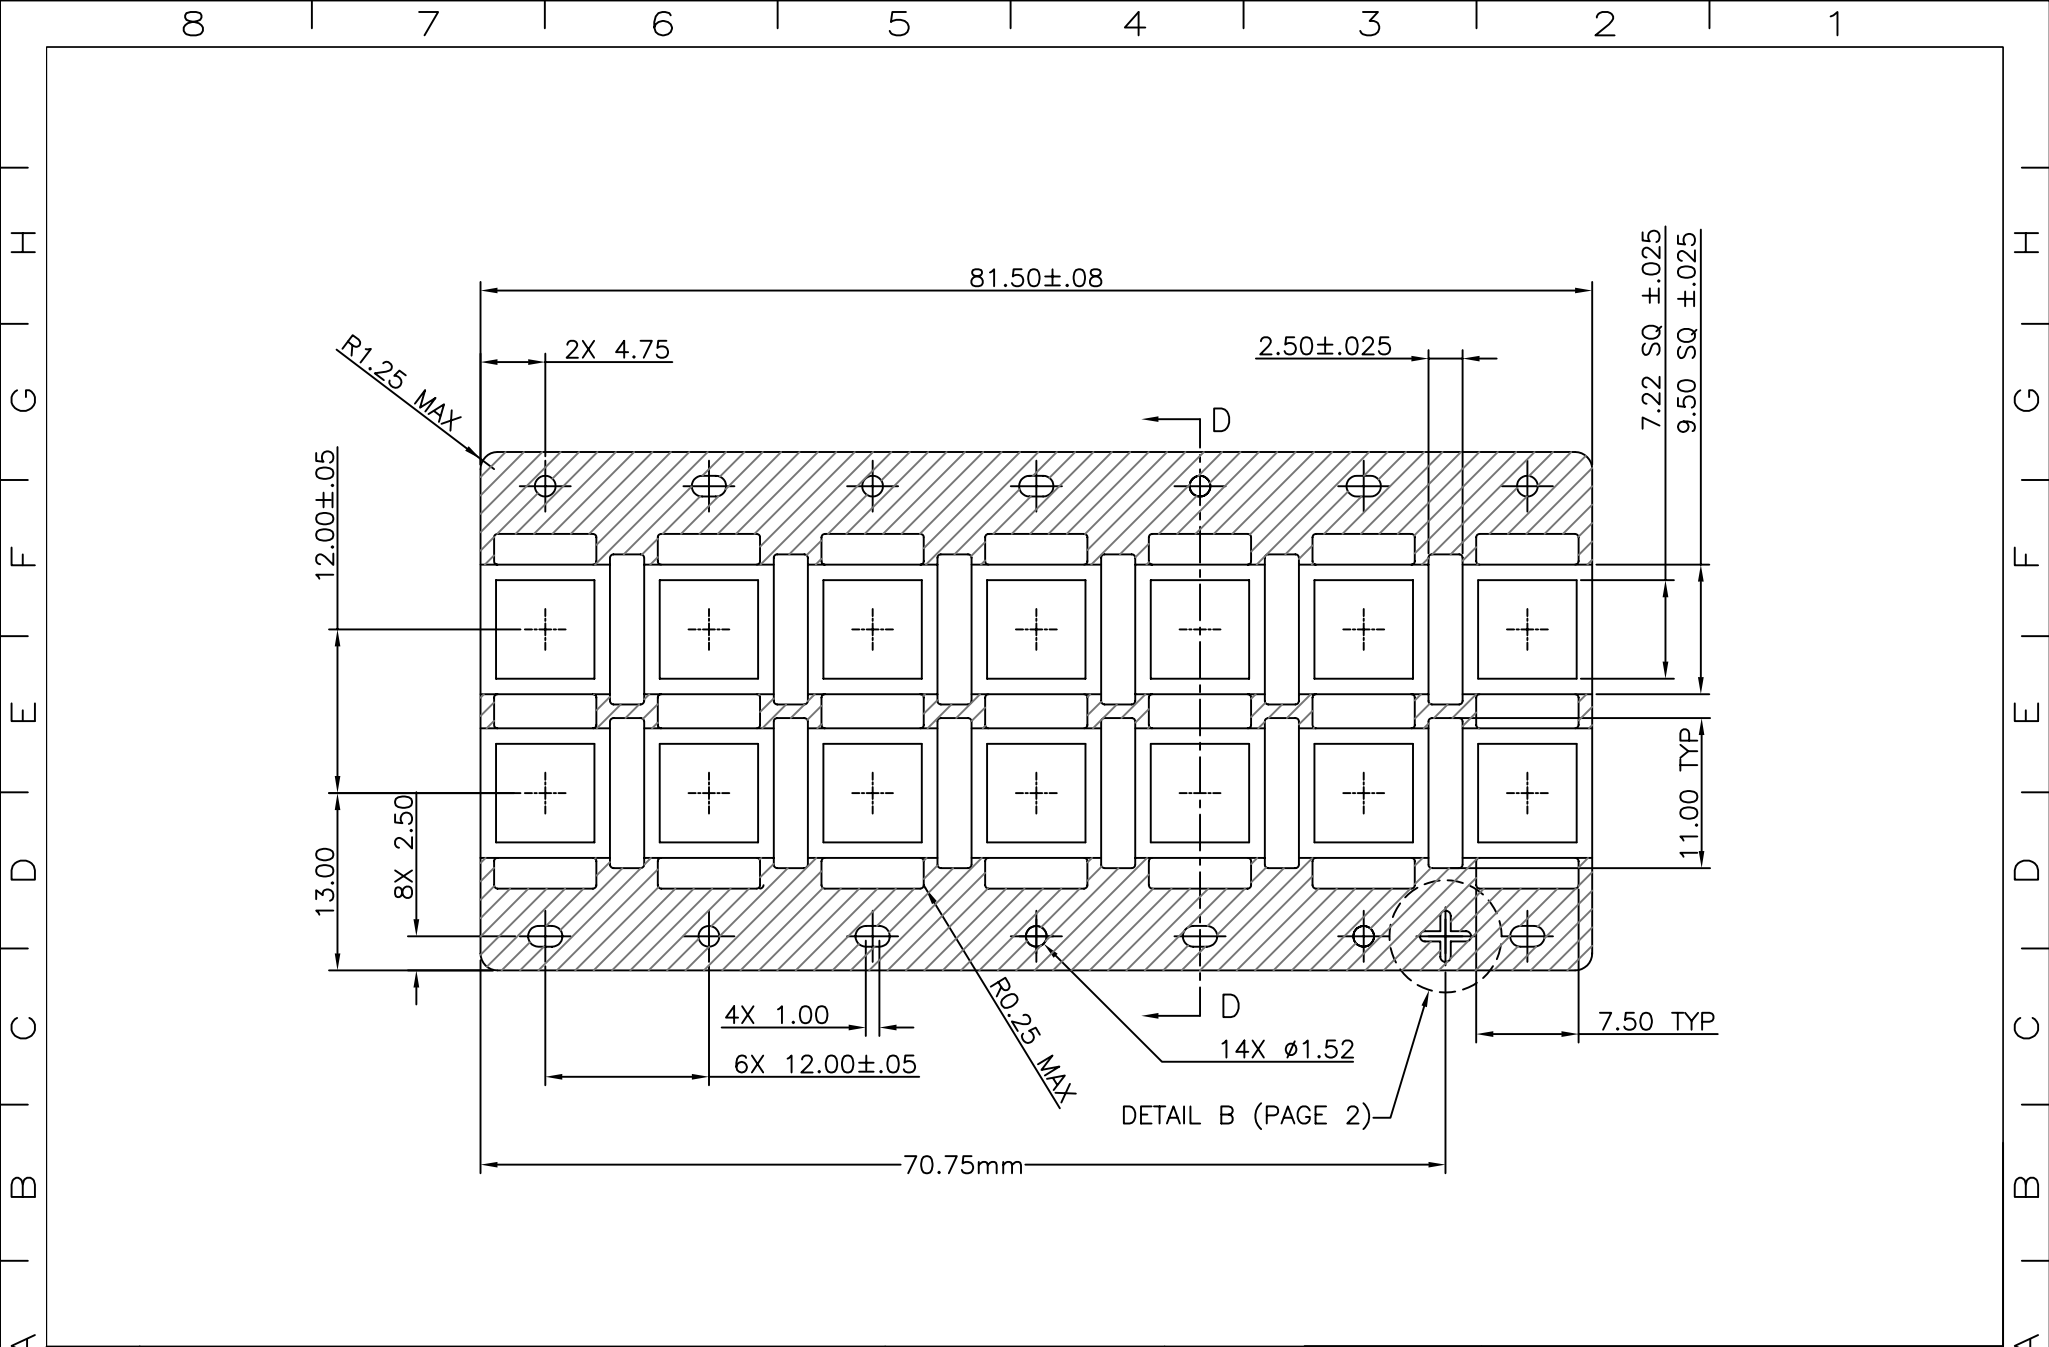 8 7 6 5 4 3 2 1
H H
81.50±.08
7.22 SQ ±.025
9.50 SQ ±.025
2X 4.75
2.50±.025
R1.25 MAX
G G
D
12.00±.05
F F
E E
11.00 TYP
8X 2.50
13.00
D D
R0.25 MAX
D
4X 1.00
7.50 TYP
C C
14X ⌀1.52
6X 12.00±.05
DETAIL B (PAGE 2)
70.75mm
B B
A A